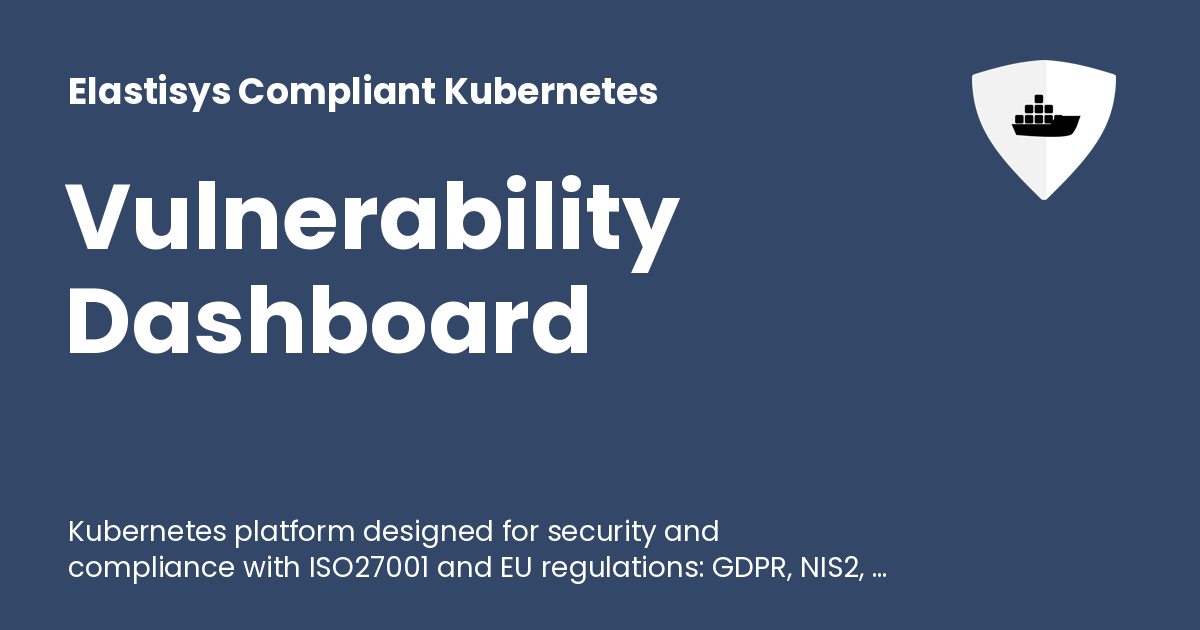 Elastisys Compliant Kubernetes
Vulnerability
Dashboard
Kubernetes platform designed for security and
compliance with ISO27001 and EU regulations: GDPR, NIS2, ...